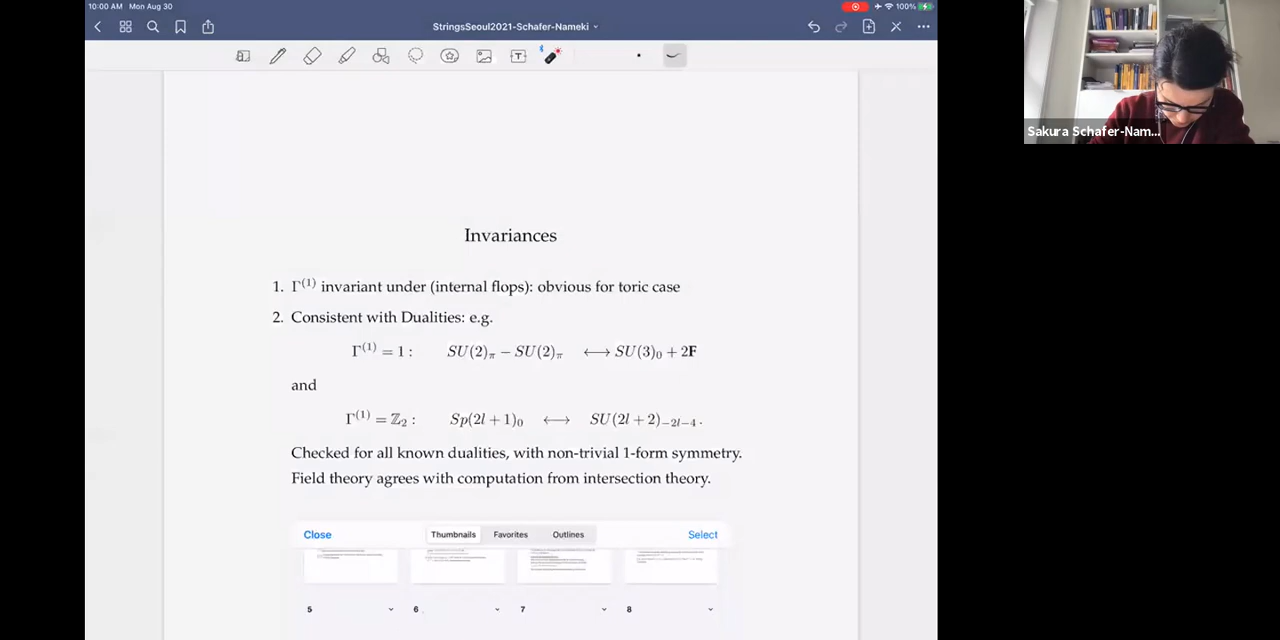 10:00 AM Mon Aug 30
100%
StringsSeoul2021-Schafer-Nameki
Sakura Schafer-Nam...
Invariances
1. Γ^(1) invariant under (internal flops): obvious for toric case
2. Consistent with Dualities: e.g.
Γ^(1) = 1 : SU(2)_π − SU(2)_π ⟷ SU(3)_0 + 2F
and
Γ^(1) = ℤ_2 : Sp(2l + 1)_0 ⟷ SU(2l + 2)_{−2l−4} .
Checked for all known dualities, with non-trivial 1-form symmetry.
Field theory agrees with computation from intersection theory.
Close Thumbnails Favorites Outlines Select
5 6 7 8